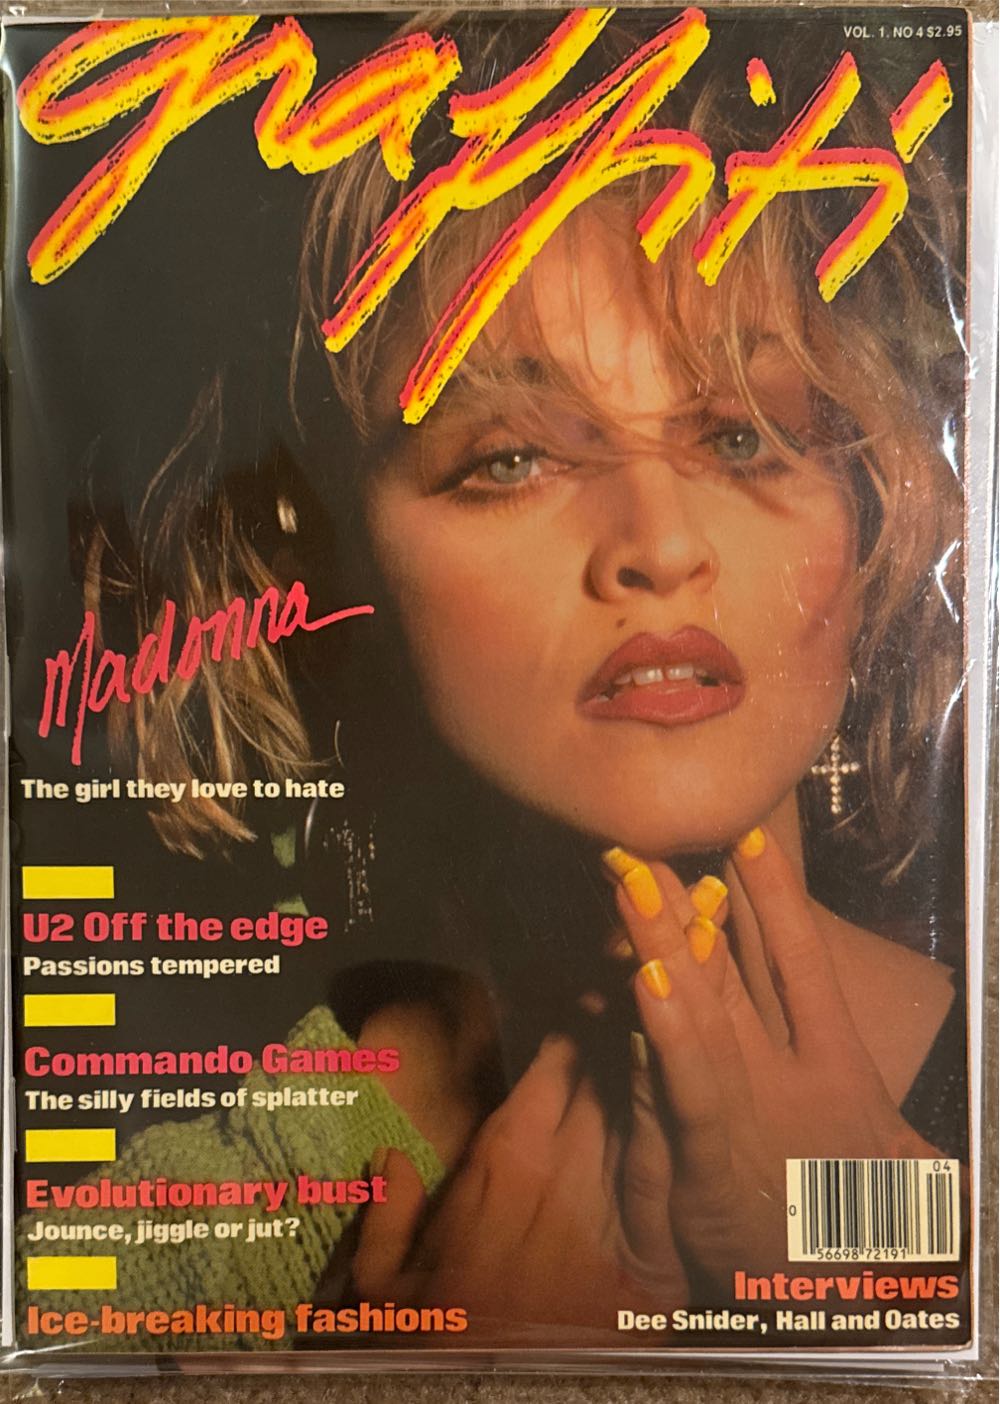 graffiti
VOL. 1. NO 4 $2.95
Madonna
The girl they love to hate
U2 Off the edge
Passions tempered
Commando Games
The silly fields of splatter
Evolutionary bust
Jounce, jiggle or jut?
Ice-breaking fashions
04
0 56698 72191
Interviews
Dee Snider, Hall and Oates